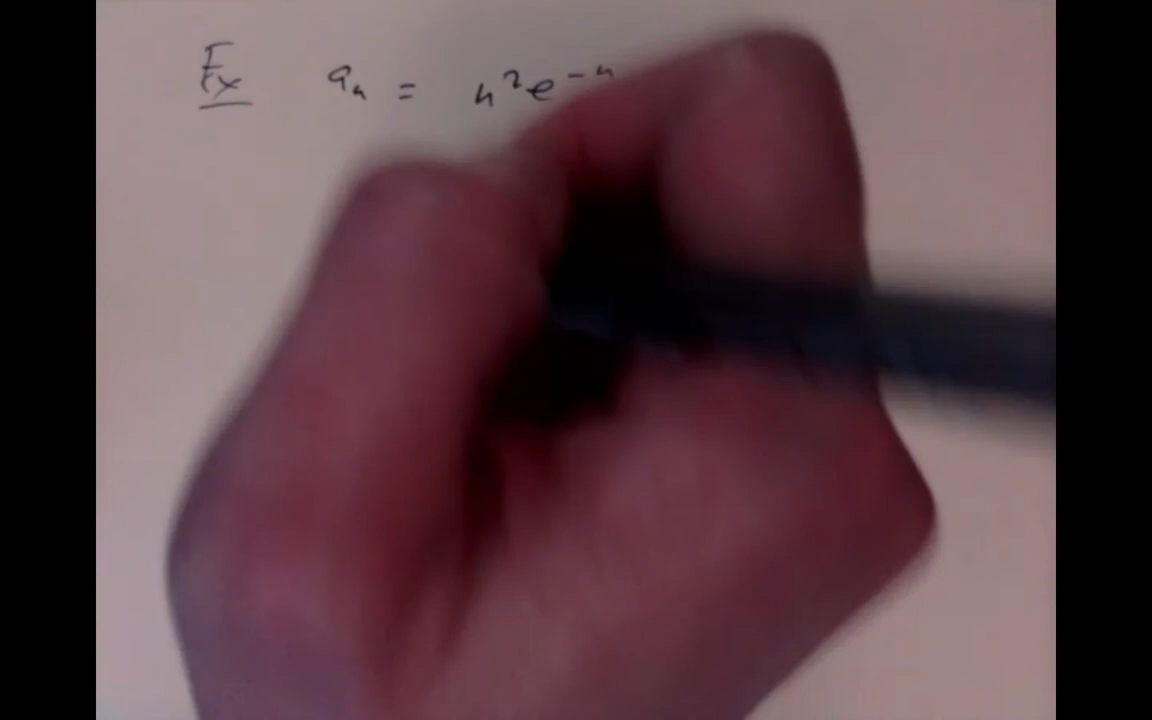 Ex aₙ = n²e⁻ⁿ